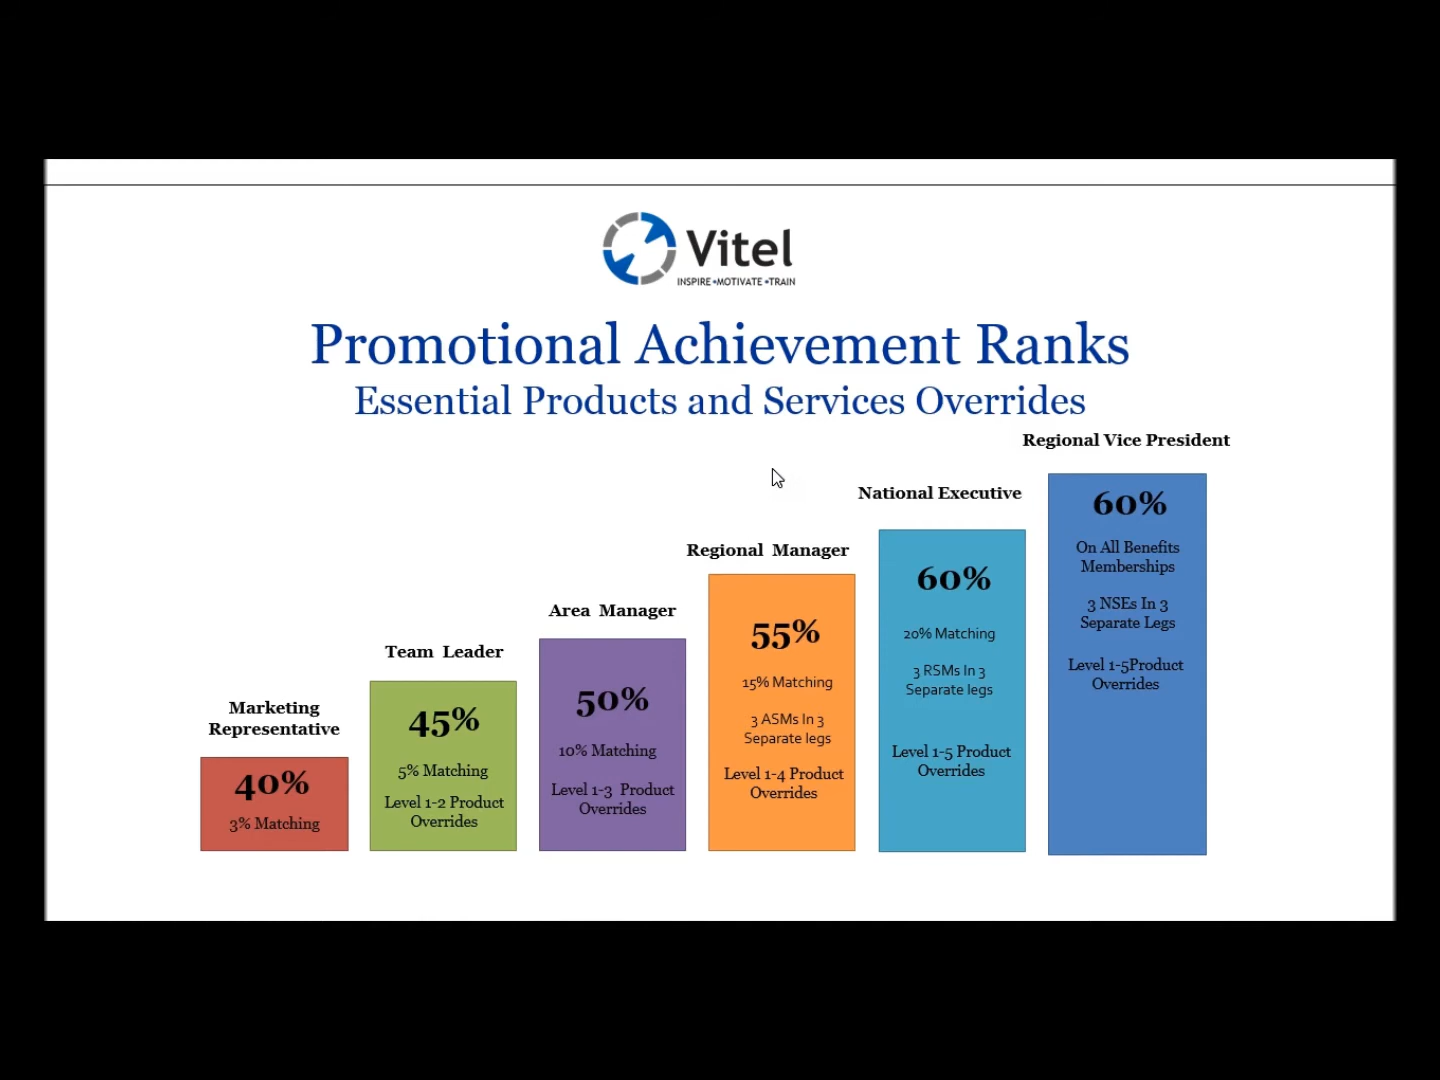 Vitel
INSPIRE •MOTIVATE •TRAIN
Promotional Achievement Ranks
Essential Products and Services Overrides
Marketing
Representative
40%
3% Matching
Team Leader
45%
5% Matching
Level 1-2 Product
Overrides
Area Manager
50%
10% Matching
Level 1-3 Product
Overrides
Regional Manager
55%
15% Matching
3 ASMs In 3
Separate legs
Level 1-4 Product
Overrides
National Executive
60%
20% Matching
3 RSMs In 3
Separate legs
Level 1-5 Product
Overrides
Regional Vice President
60%
On All Benefits
Memberships
3 NSEs In 3
Separate Legs
Level 1-5Product
Overrides